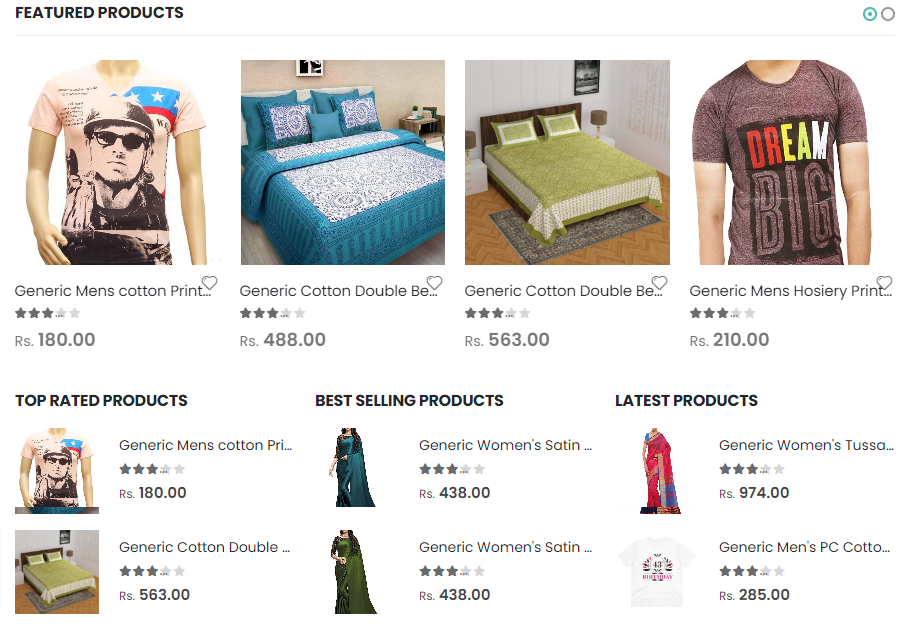 FEATURED PRODUCTS
DREAM
BIG
Generic Mens cotton Print...
Rs. 180.00
Generic Cotton Double Be...
Rs. 488.00
Generic Cotton Double Be...
Rs. 563.00
Generic Mens Hosiery Print...
Rs. 210.00
TOP RATED PRODUCTS
Generic Mens cotton Pri...
Rs. 180.00
Generic Cotton Double ...
Rs. 563.00
BEST SELLING PRODUCTS
Generic Women's Satin ...
Rs. 438.00
Generic Women's Satin ...
Rs. 438.00
LATEST PRODUCTS
Generic Women's Tussa...
Rs. 974.00
43
BIRTHDAY
Generic Men's PC Cotto...
Rs. 285.00